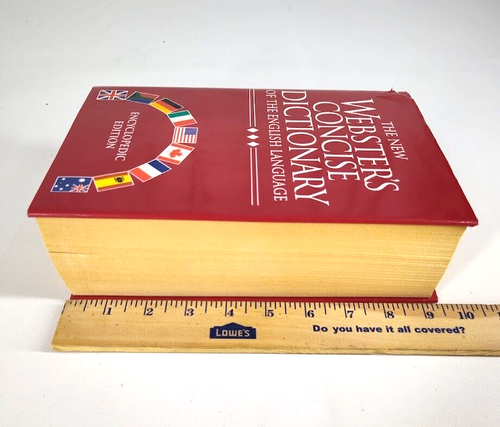 THE NEW
WEBSTER'S
CONCISE
DICTIONARY
OF THE ENGLISH LANGUAGE
ENCYCLOPEDIC
EDITION
1 2 3 4 5 6 7 8 9 10
LOWE'S
Do you have it all covered?